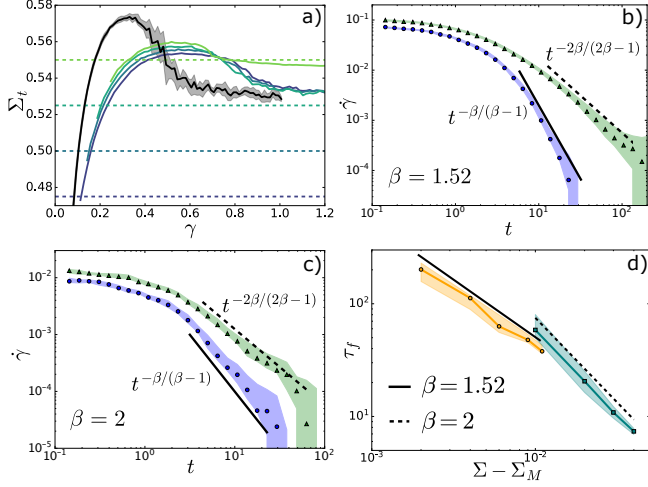 a)
0.58
0.56
0.54
0.52
0.50
0.48
Σ_t
0.0 0.2 0.4 0.6 0.8 1.0 1.2
γ
b)
10^-1
10^-2
10^-3
10^-4
γ̇
t^{-2β/(2β−1)}
t^{-β/(β−1)}
β = 1.52
10^-1 10^0 10^1 10^2
t
c)
10^-2
10^-3
10^-4
10^-5
γ̇
t^{-2β/(2β−1)}
t^{-β/(β−1)}
β = 2
10^-1 10^0 10^1 10^2
t
d)
10^2
10^1
τ_f
β = 1.52
β = 2
10^-3 10^-2
Σ − Σ_M